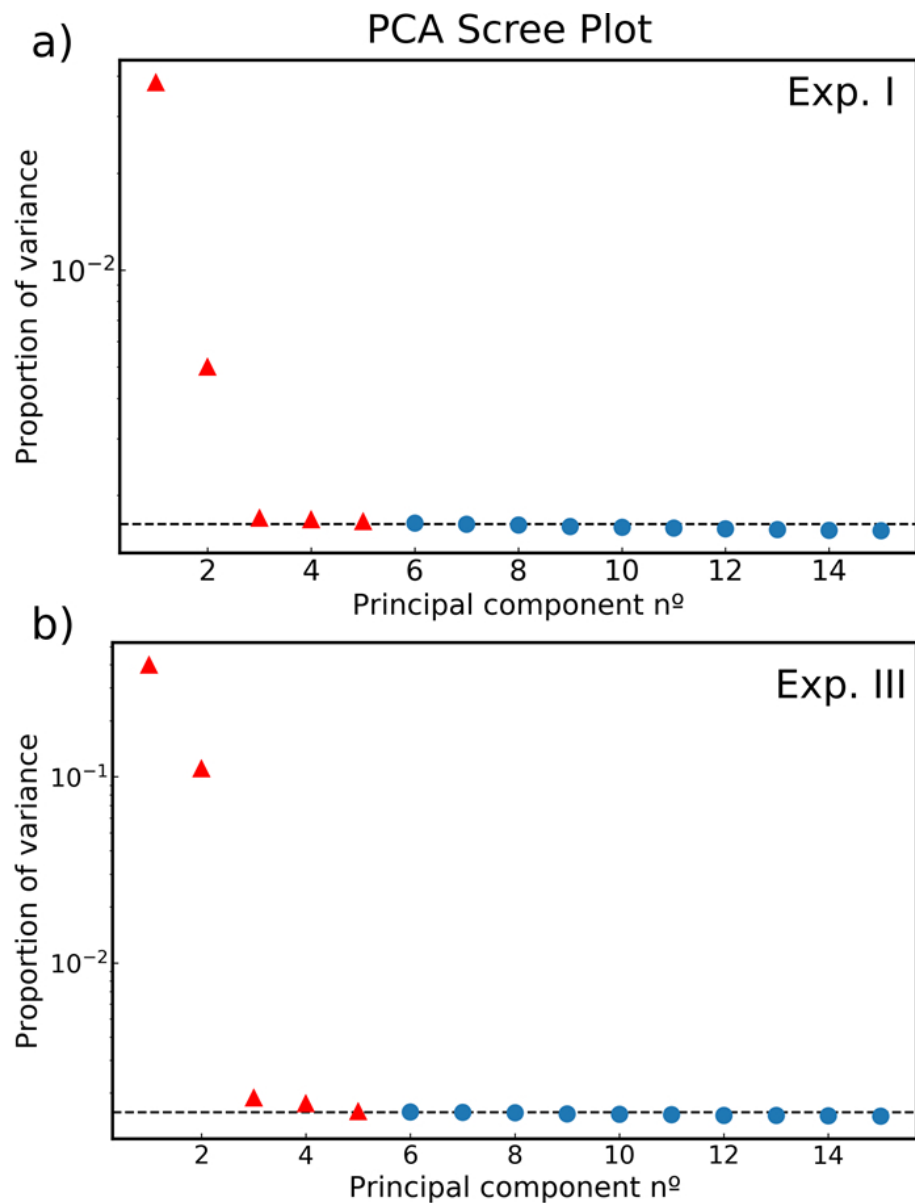 a)
PCA Scree Plot
Exp. I
Proportion of variance
10⁻²
2 4 6 8 10 12 14
Principal component nº
b)
Exp. III
Proportion of variance
10⁻¹
10⁻²
2 4 6 8 10 12 14
Principal component nº